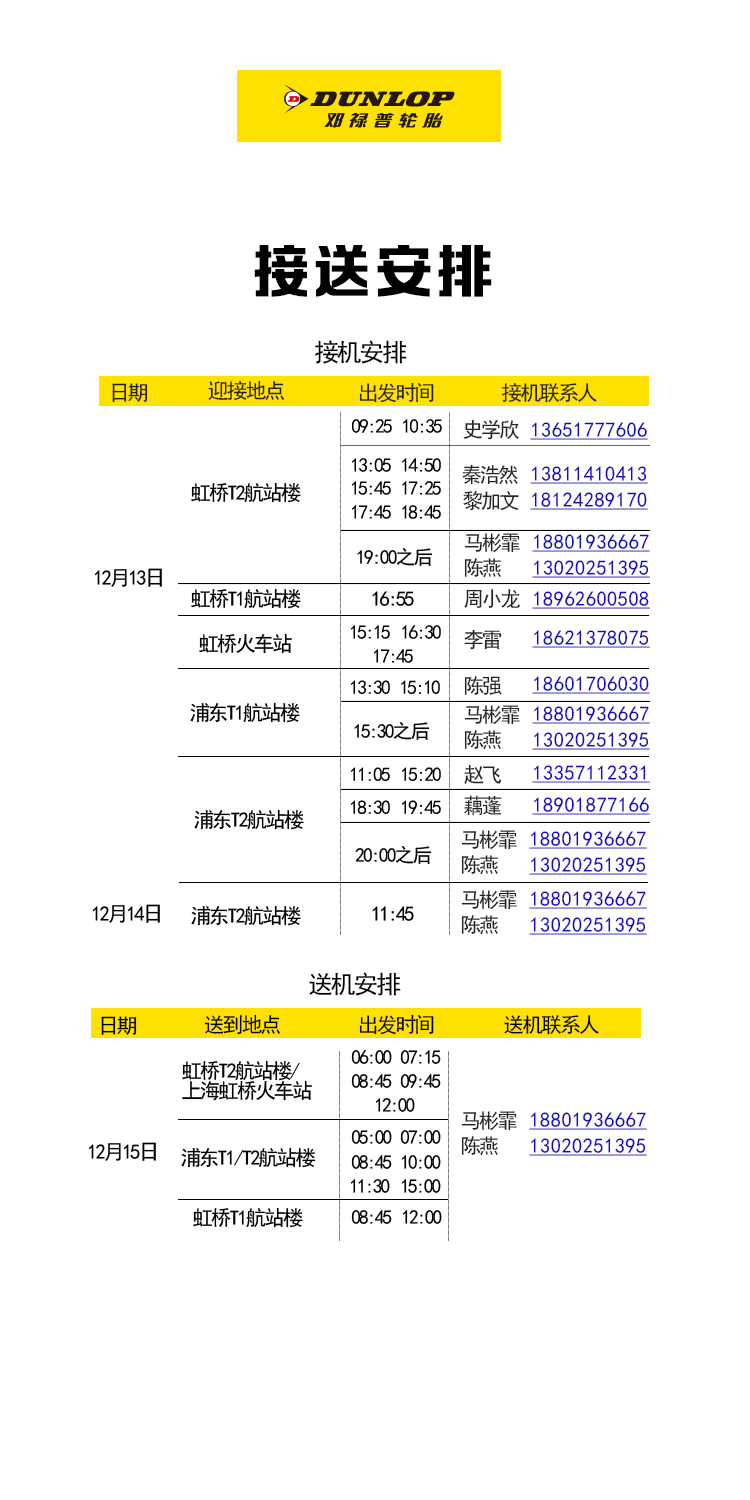 DUNLOP
邓禄普轮胎
接送安排
接机安排
日期 迎接地点 出发时间 接机联系人
09:25 10:35 史学欣 13651777606
虹桥T2航站楼
13:05 14:50
15:45 17:25
17:45 18:45
秦浩然 13811410413
黎加文 18124289170
19:00之后
马彬霏 18801936667
陈燕 13020251395
12月13日
虹桥T1航站楼 16:55 周小龙 18962600508
虹桥火车站
15:15 16:30
17:45
李雷 18621378075
浦东T1航站楼
13:30 15:10 陈强 18601706030
15:30之后
马彬霏 18801936667
陈燕 13020251395
浦东T2航站楼
11:05 15:20 赵飞 13357112331
18:30 19:45 藕蓬 18901877166
20:00之后
马彬霏 18801936667
陈燕 13020251395
12月14日 浦东T2航站楼 11:45
马彬霏 18801936667
陈燕 13020251395
送机安排
日期 送到地点 出发时间 送机联系人
虹桥T2航站楼/
上海虹桥火车站
06:00 07:15
08:45 09:45
12:00
12月15日
浦东T1/T2航站楼
05:00 07:00
08:45 10:00
11:30 15:00
马彬霏 18801936667
陈燕 13020251395
虹桥T1航站楼 08:45 12:00